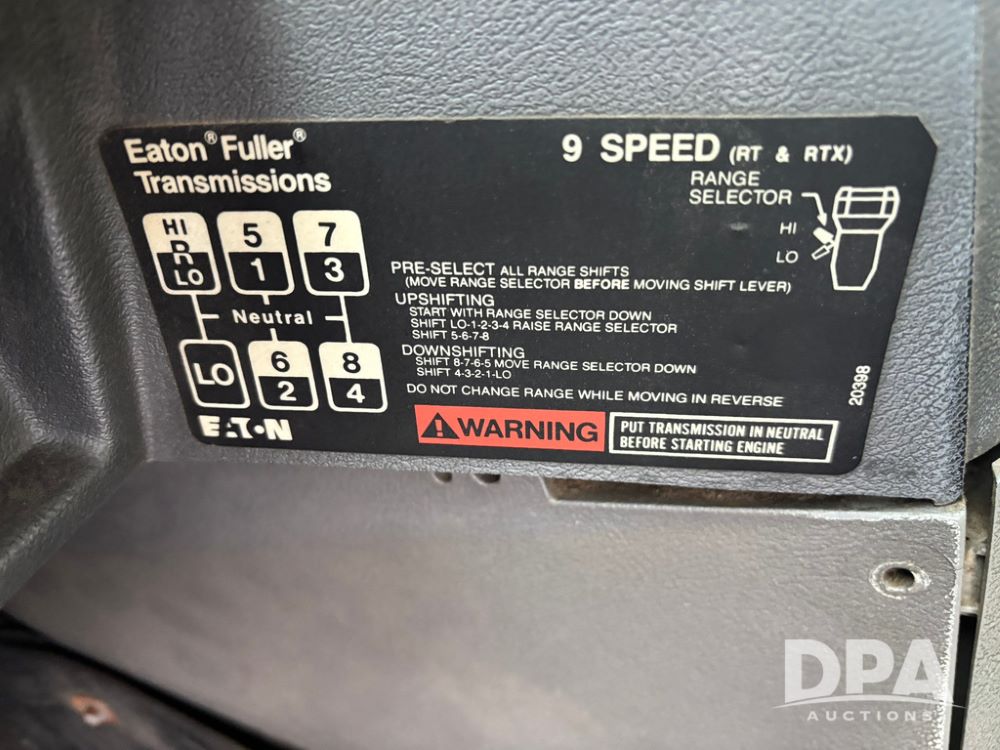 Eaton® Fuller®
Transmissions
9 SPEED (RT & RTX)
RANGE
SELECTOR
HI
LO
HI
R
LO
5
1
7
3
Neutral
LO
6
2
8
4
PRE-SELECT ALL RANGE SHIFTS
(MOVE RANGE SELECTOR BEFORE MOVING SHIFT LEVER)
UPSHIFTING
START WITH RANGE SELECTOR DOWN
SHIFT LO-1-2-3-4 RAISE RANGE SELECTOR
SHIFT 5-6-7-8
DOWNSHIFTING
SHIFT 8-7-6-5 MOVE RANGE SELECTOR DOWN
SHIFT 4-3-2-1-LO
DO NOT CHANGE RANGE WHILE MOVING IN REVERSE
20398
EATON
WARNING
PUT TRANSMISSION IN NEUTRAL
BEFORE STARTING ENGINE
DPA
AUCTIONS